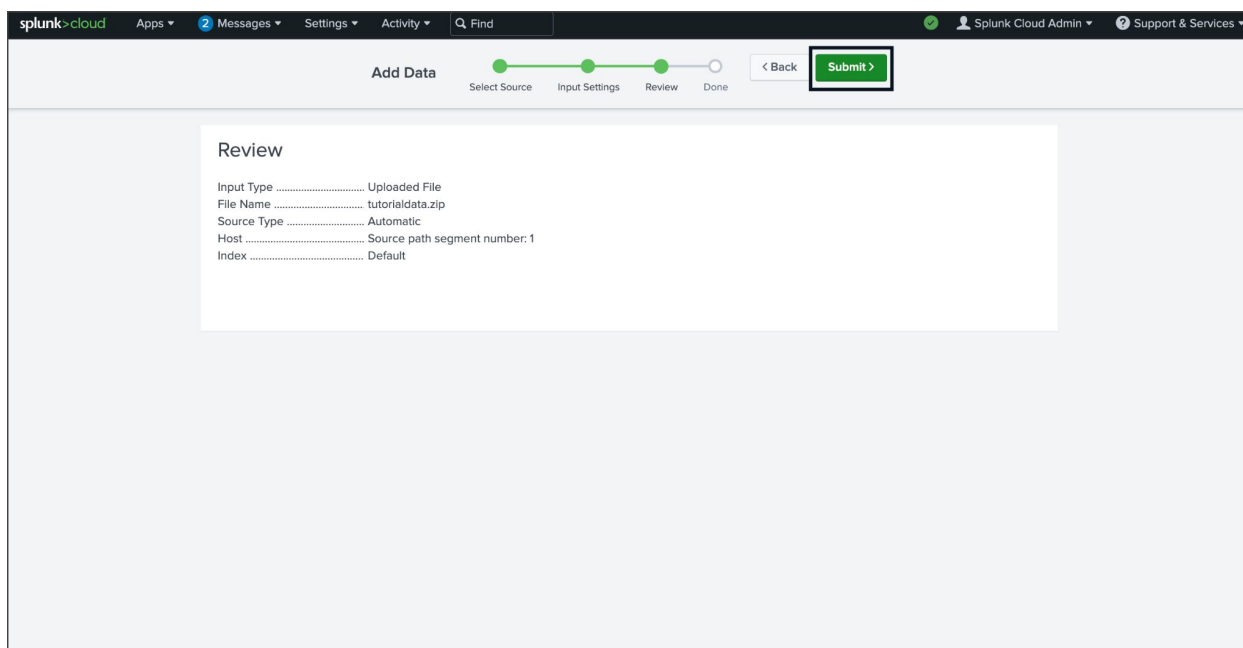 splunk>cloud Apps 2 Messages Settings Activity Find Splunk Cloud Admin ? Support & Services
Add Data
Select Source Input Settings Review Done
< Back Submit >
Review
Input Type .............................. Uploaded File
File Name ................................ tutorialdata.zip
Source Type ........................... Automatic
Host ......................................... Source path segment number: 1
Index ....................................... Default